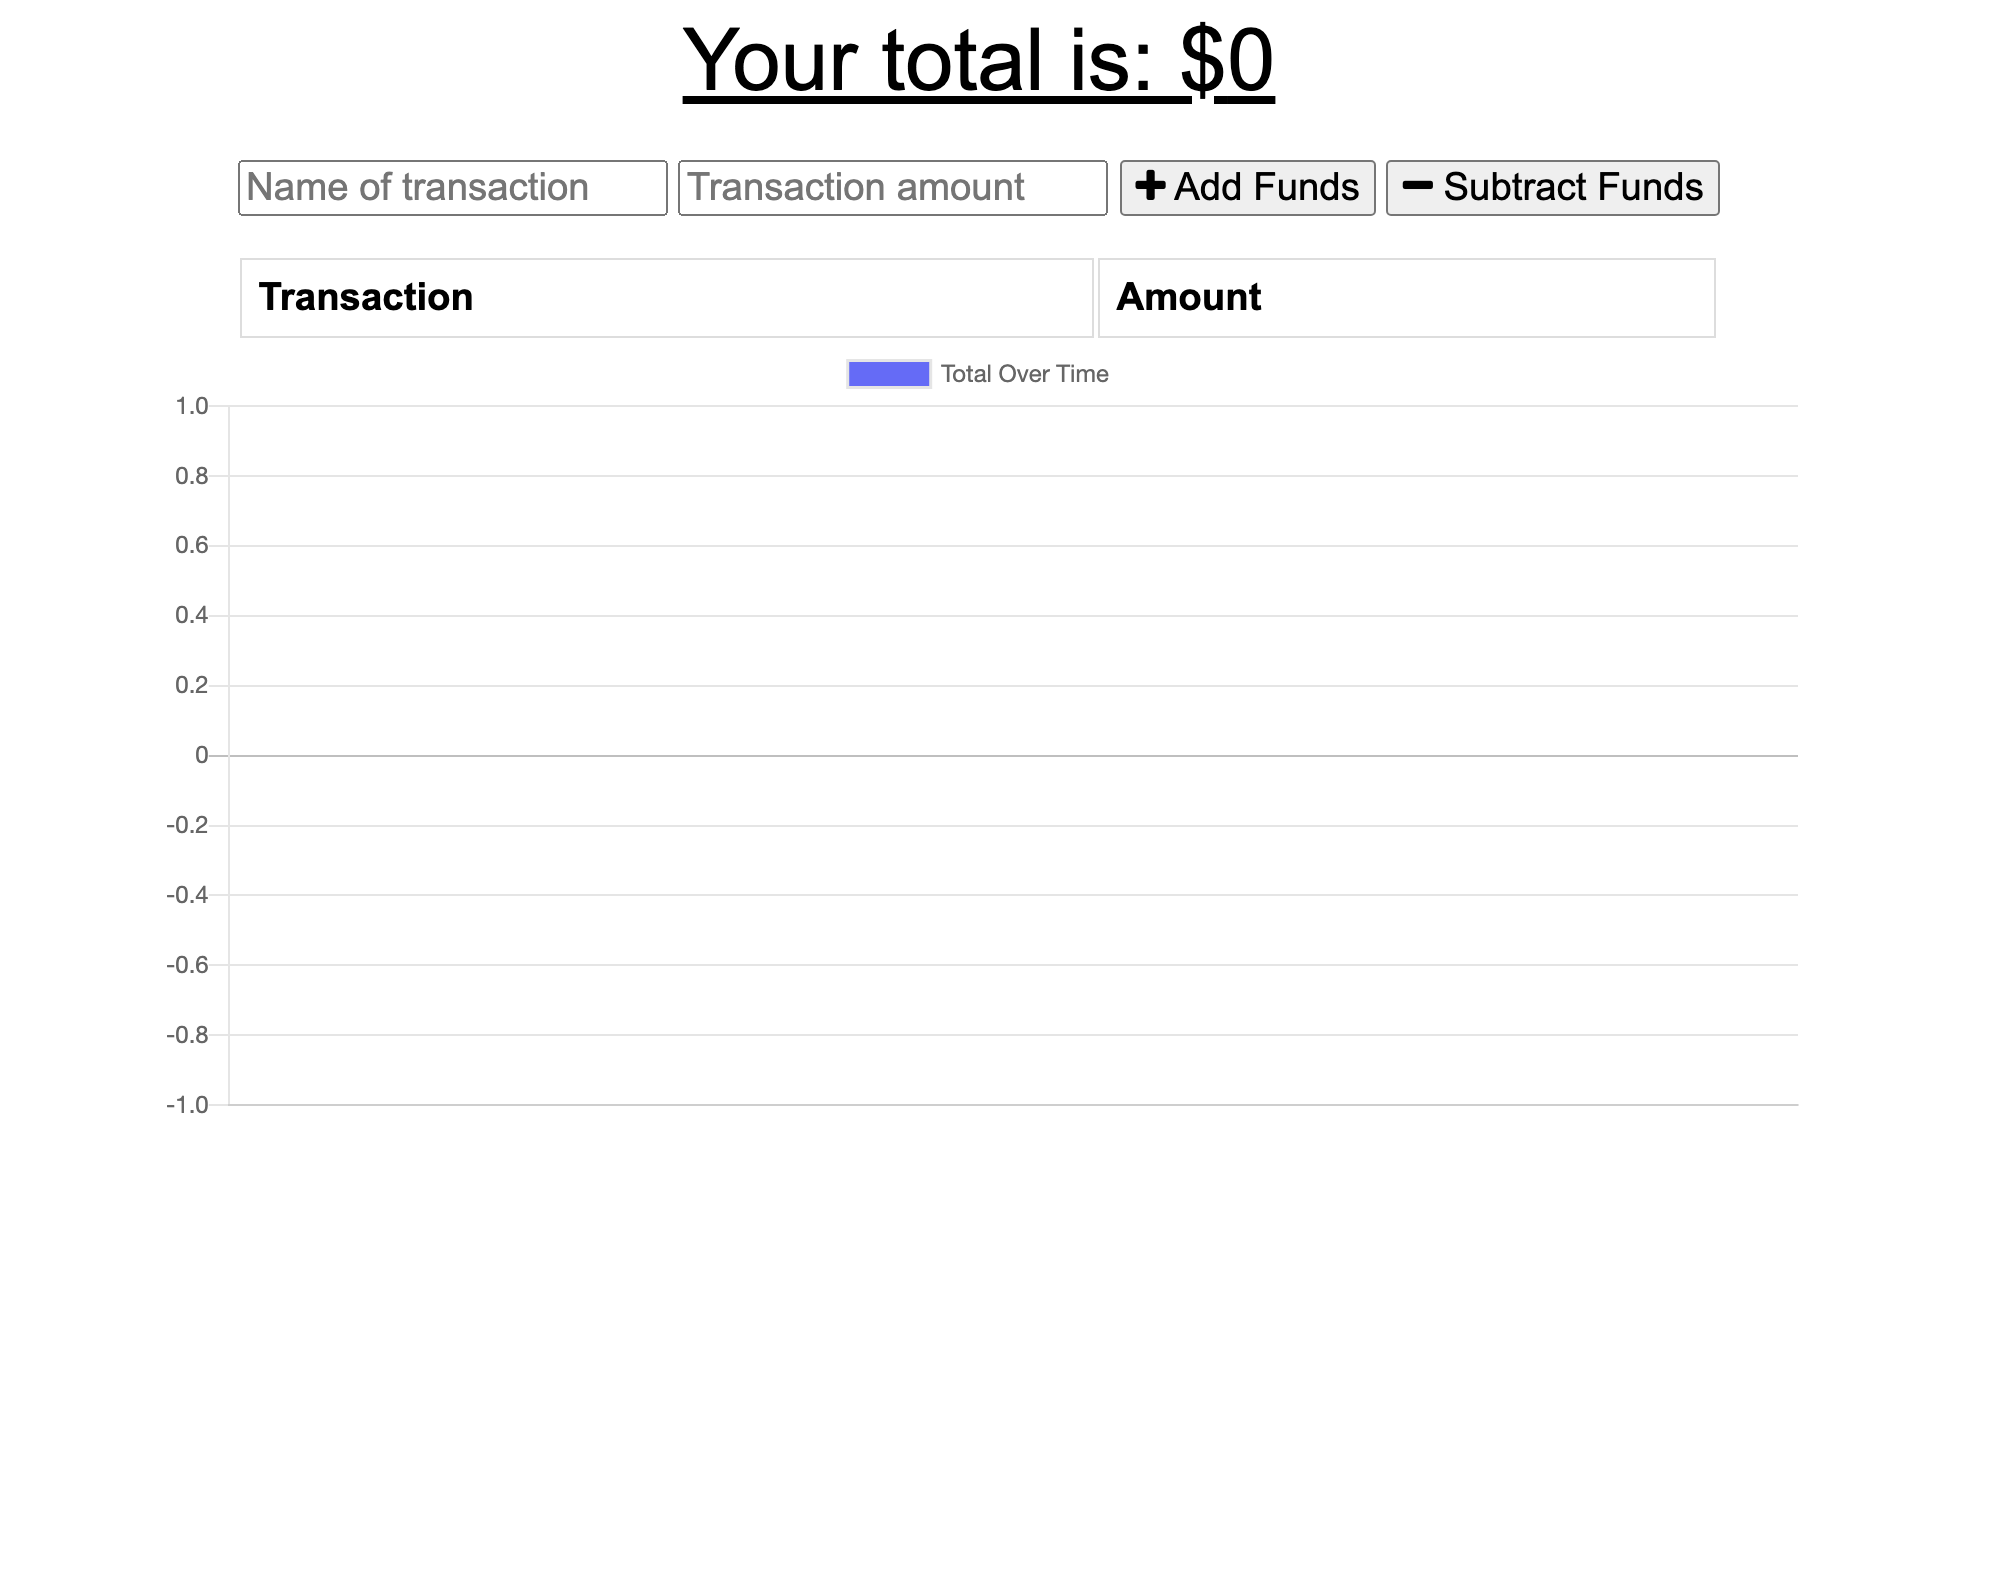 Your total is: $0
Name of transaction Transaction amount Add Funds Subtract Funds
Transaction Amount
Total Over Time
1.0
0.8
0.6
0.4
0.2
0
-0.2
-0.4
-0.6
-0.8
-1.0